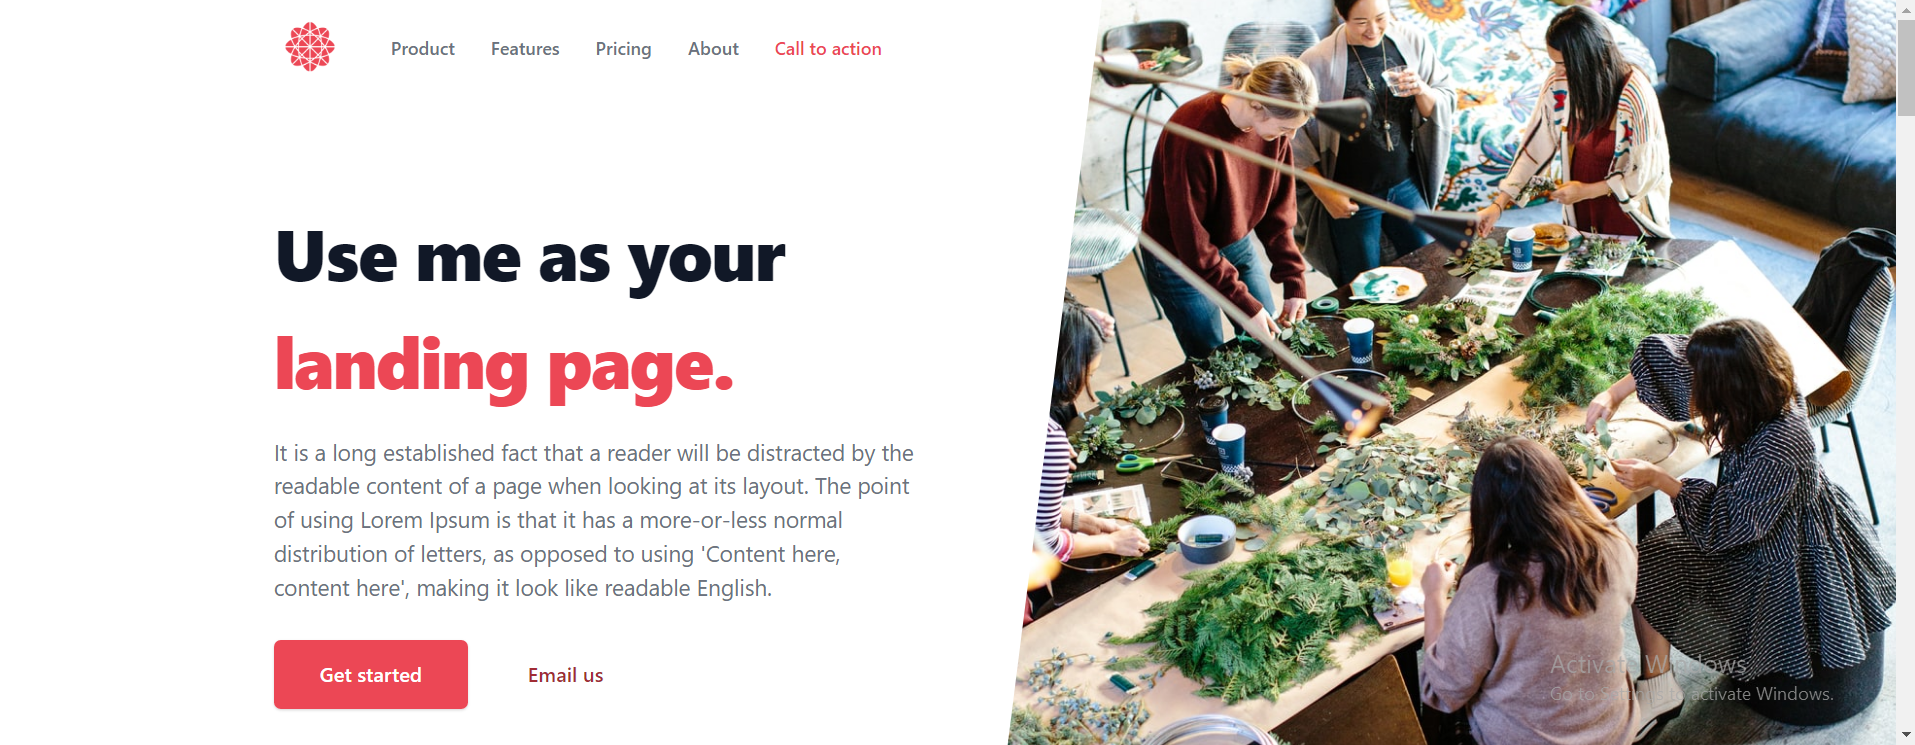 Product Features Pricing About Call to action
Use me as your
landing page.
It is a long established fact that a reader will be distracted by the
readable content of a page when looking at its layout. The point
of using Lorem Ipsum is that it has a more-or-less normal
distribution of letters, as opposed to using 'Content here,
content here', making it look like readable English.
Get started Email us
Activate Windows
Go to Settings to activate Windows.